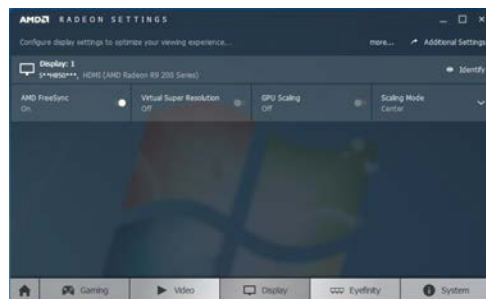 AMD RADEON SETTINGS
Configure display settings to optimize your viewing experience... more... Additional Settings
Display: 1
S**H850***, HDMI (AMD Radeon R9 200 Series) Identify
AMD FreeSync Virtual Super Resolution GPU Scaling Scaling Mode
On Off Off Center
Gaming Video Display Eyefinity System